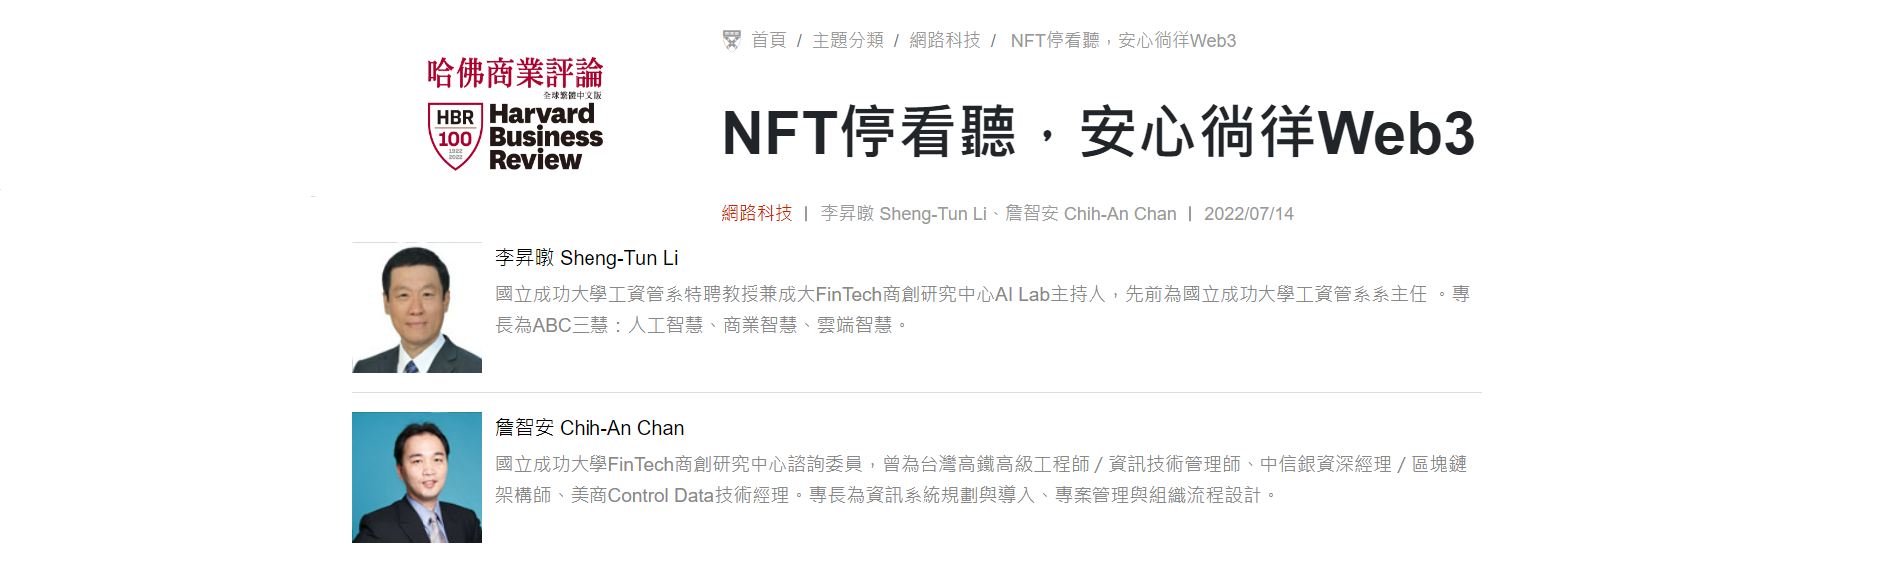 首頁 / 主題分類 / 網路科技 / NFT停看聽，安心徜徉Web3
哈佛商業評論
全球繁體中文版
HBR
100
1922
2022
Harvard
Business
Review
NFT停看聽，安心徜徉Web3
網路科技 | 李昇暾 Sheng-Tun Li、詹智安 Chih-An Chan | 2022/07/14
李昇暾 Sheng-Tun Li
國立成功大學工資管系特聘教授兼成大FinTech商創研究中心AI Lab主持人，先前為國立成功大學工資管系系主任 。專
長為ABC三慧：人工智慧、商業智慧、雲端智慧。
詹智安 Chih-An Chan
國立成功大學FinTech商創研究中心諮詢委員，曾為台灣高鐵高級工程師／資訊技術管理師、中信銀資深經理／區塊鏈
架構師、美商Control Data技術經理。專長為資訊系統規劃與導入、專案管理與組織流程設計。